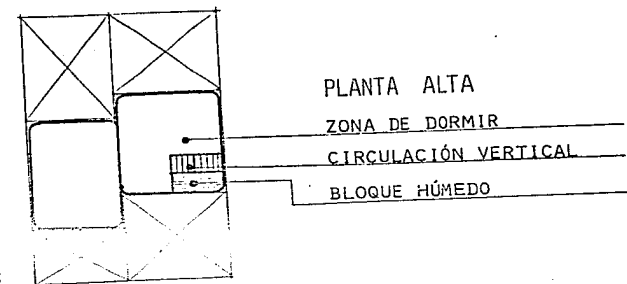 PLANTA ALTA
ZONA DE DORMIR
CIRCULACIÓN VERTICAL
BLOQUE HÚMEDO